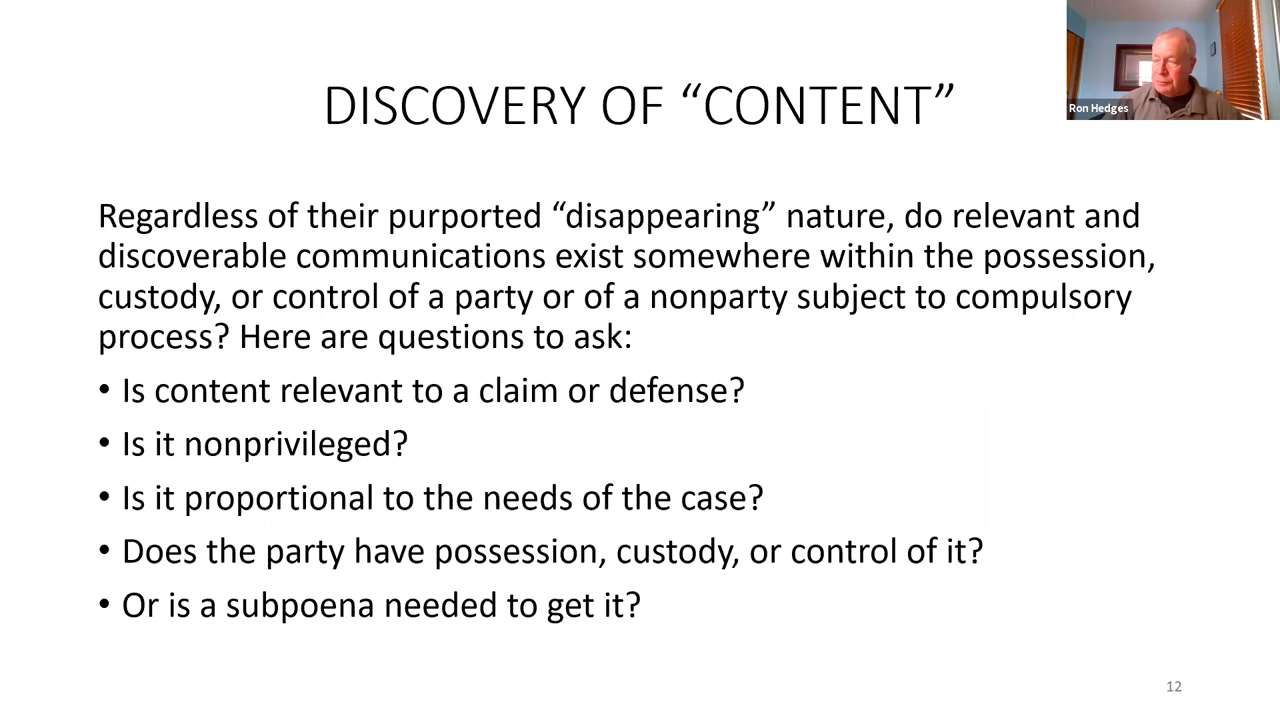 DISCOVERY OF “CONTENT”
Ron Hedges
Regardless of their purported “disappearing” nature, do relevant and
discoverable communications exist somewhere within the possession,
custody, or control of a party or of a nonparty subject to compulsory
process? Here are questions to ask:
• Is content relevant to a claim or defense?
• Is it nonprivileged?
• Is it proportional to the needs of the case?
• Does the party have possession, custody, or control of it?
• Or is a subpoena needed to get it?
12